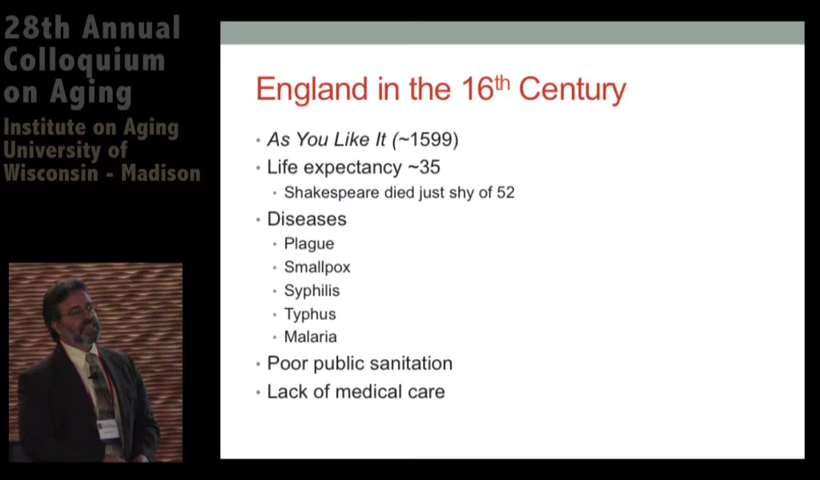 28th Annual
Colloquium
on Aging
Institute on Aging
University of
Wisconsin - Madison
England in the 16th Century
• As You Like It (~1599)
• Life expectancy ~35
• Shakespeare died just shy of 52
• Diseases
• Plague
• Smallpox
• Syphilis
• Typhus
• Malaria
• Poor public sanitation
• Lack of medical care